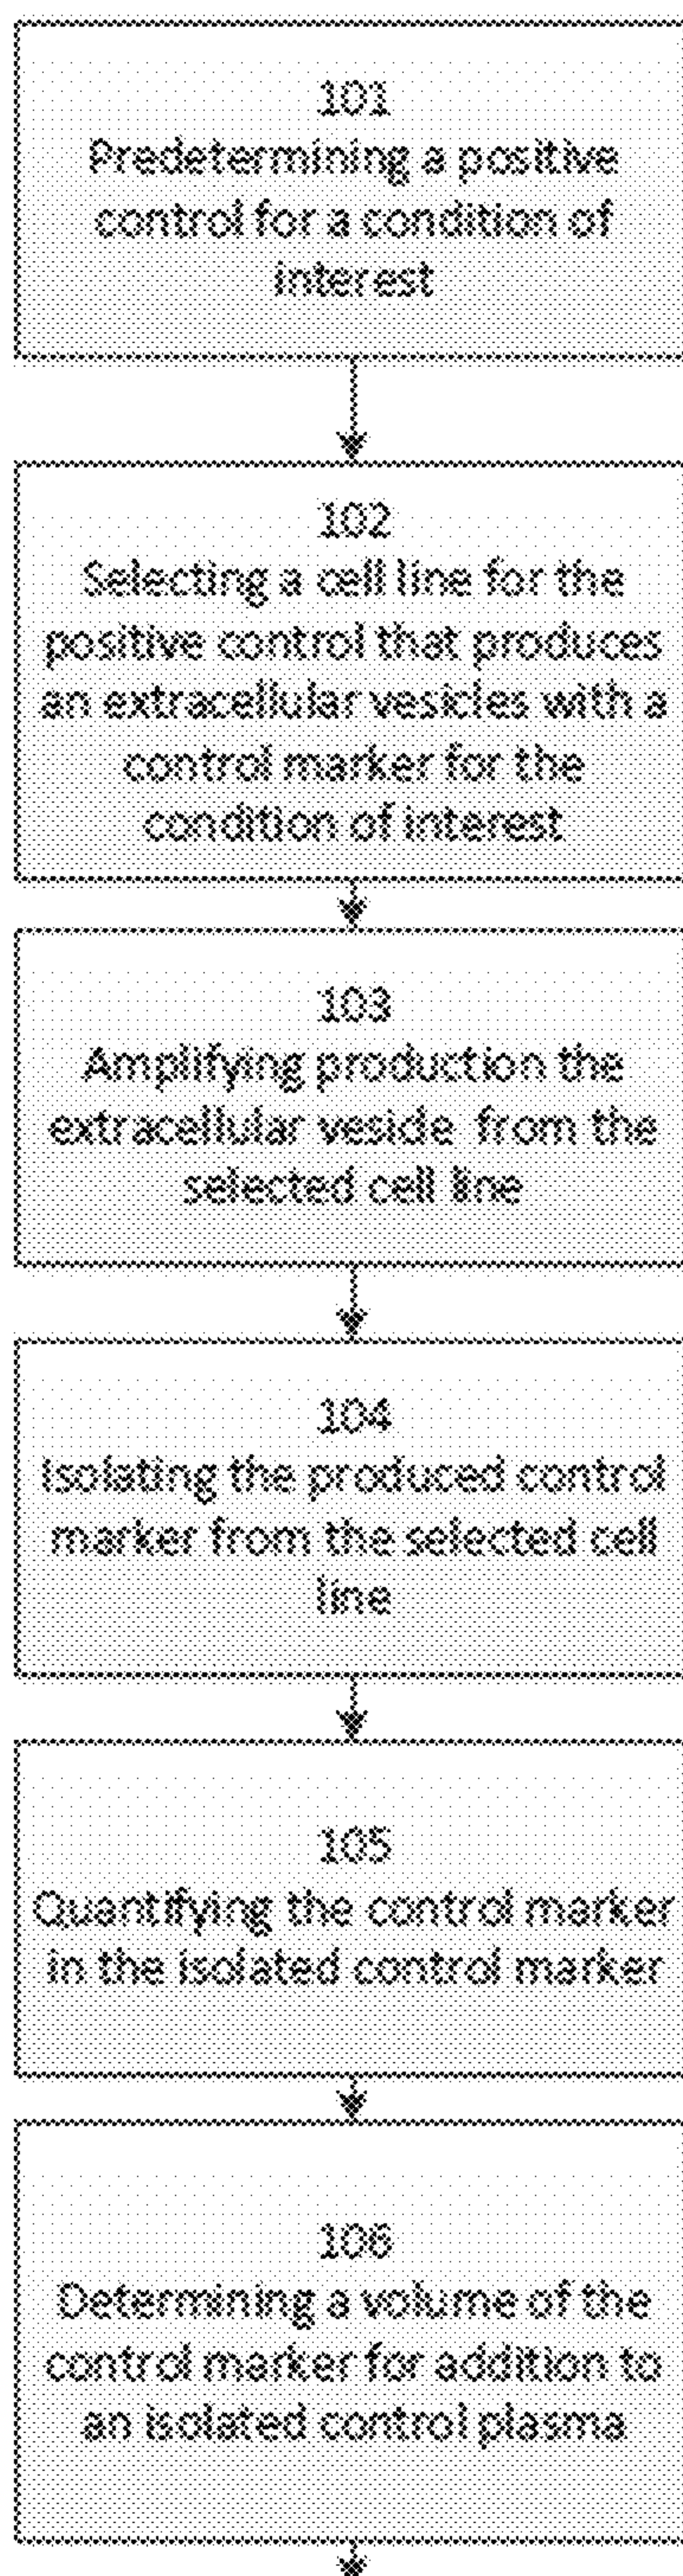 101
Predetermining a positive
control for a condition of
interest
102
Selecting a cell line for the
positive control that produces
an extracellular vesicles with a
control marker for the
condition of interest
103
Amplifying production the
extracellular vesicle from the
selected cell line
104
Isolating the produced control
marker from the selected cell
line
105
Quantifying the control marker
in the isolated control marker
106
Determining a volume of the
control marker for addition to
an isolated control plasma